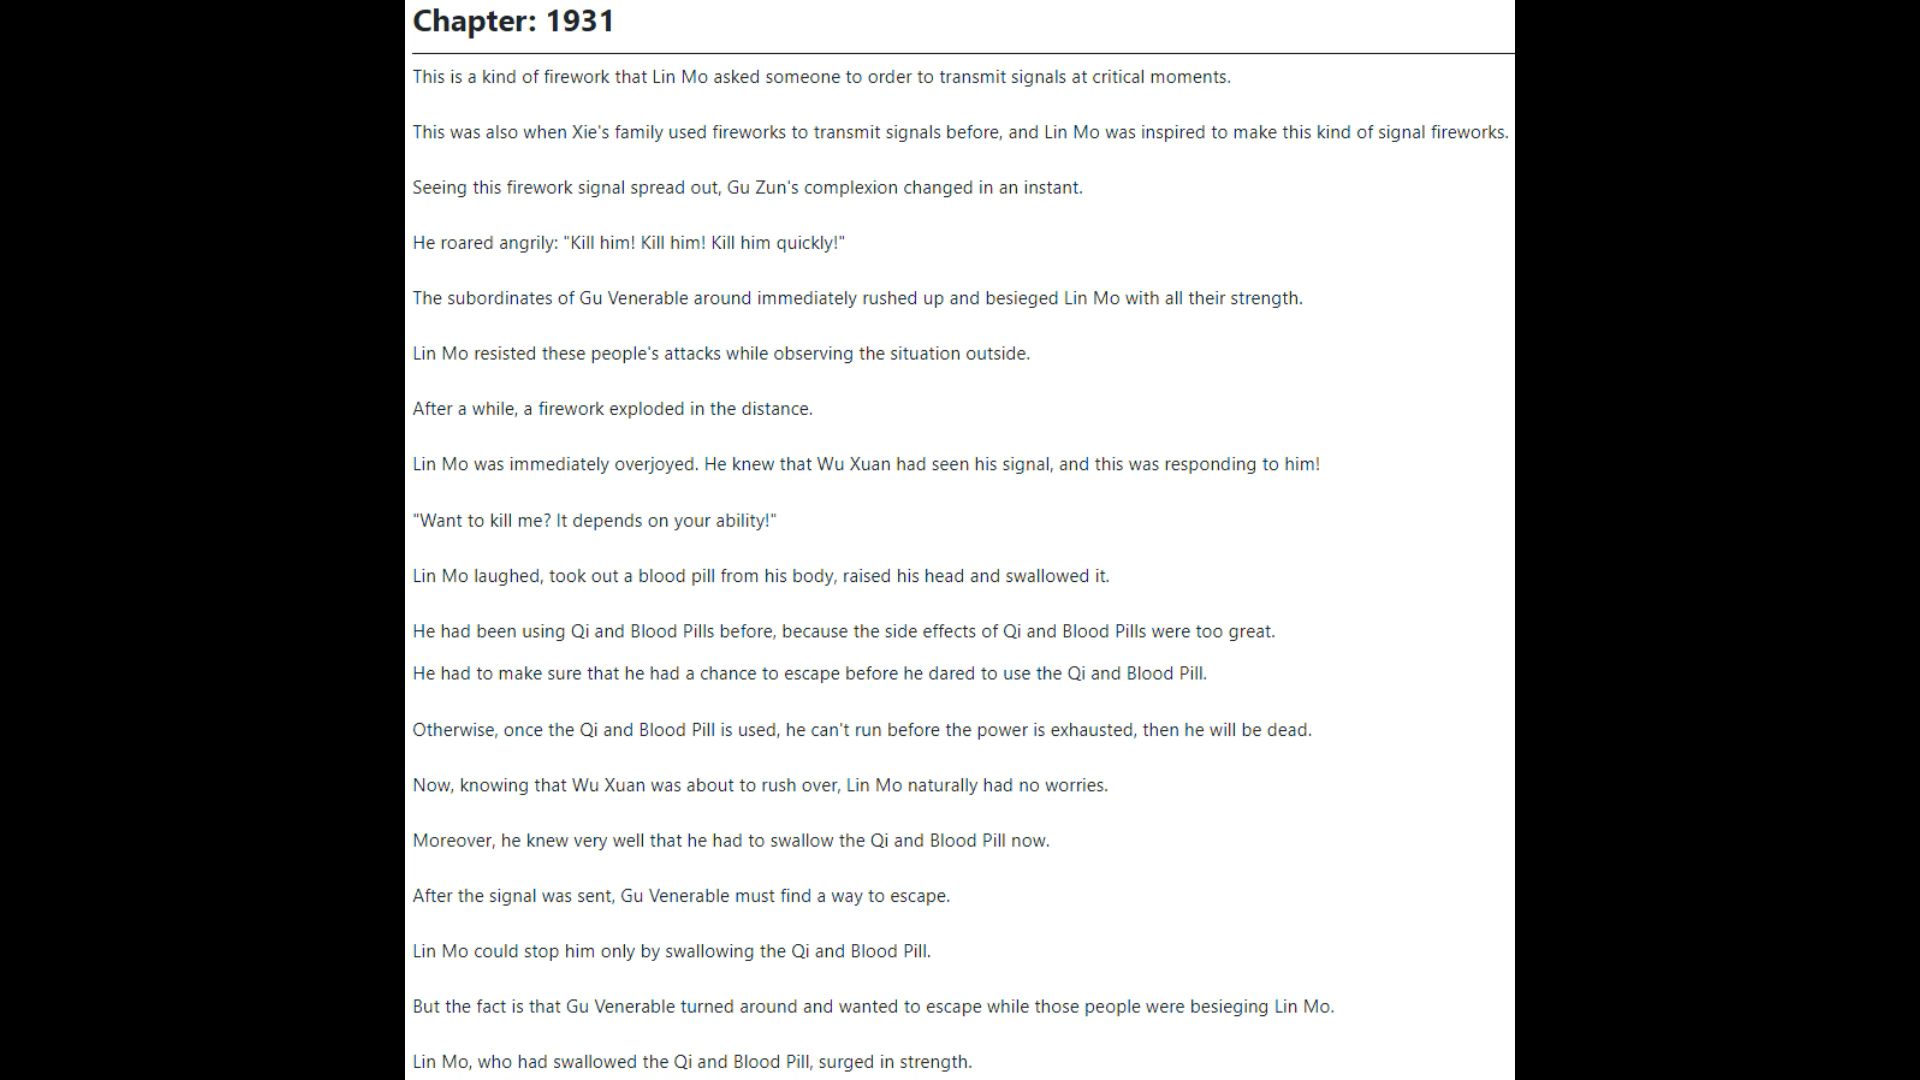 Chapter: 1931
This is a kind of firework that Lin Mo asked someone to order to transmit signals at critical moments.
This was also when Xie's family used fireworks to transmit signals before, and Lin Mo was inspired to make this kind of signal fireworks.
Seeing this firework signal spread out, Gu Zun's complexion changed in an instant.
He roared angrily: "Kill him! Kill him! Kill him quickly!"
The subordinates of Gu Venerable around immediately rushed up and besieged Lin Mo with all their strength.
Lin Mo resisted these people's attacks while observing the situation outside.
After a while, a firework exploded in the distance.
Lin Mo was immediately overjoyed. He knew that Wu Xuan had seen his signal, and this was responding to him!
"Want to kill me? It depends on your ability!"
Lin Mo laughed, took out a blood pill from his body, raised his head and swallowed it.
He had been using Qi and Blood Pills before, because the side effects of Qi and Blood Pills were too great.
He had to make sure that he had a chance to escape before he dared to use the Qi and Blood Pill.
Otherwise, once the Qi and Blood Pill is used, he can't run before the power is exhausted, then he will be dead.
Now, knowing that Wu Xuan was about to rush over, Lin Mo naturally had no worries.
Moreover, he knew very well that he had to swallow the Qi and Blood Pill now.
After the signal was sent, Gu Venerable must find a way to escape.
Lin Mo could stop him only by swallowing the Qi and Blood Pill.
But the fact is that Gu Venerable turned around and wanted to escape while those people were besieging Lin Mo.
Lin Mo, who had swallowed the Qi and Blood Pill, surged in strength.